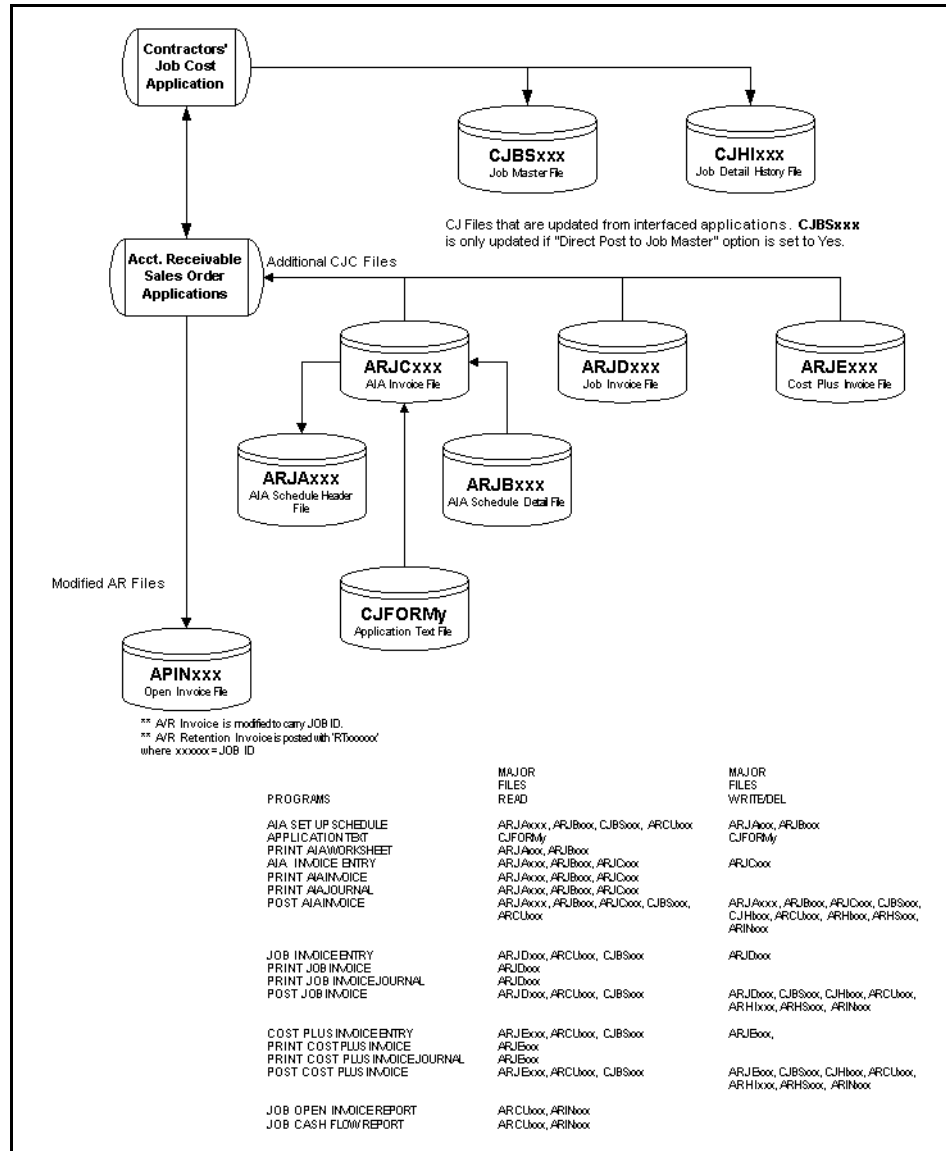 Contractors'
Job Cost
Application
CJBSxxx
Job Master File
CJHIxxx
Job Detail History File
CJ Files that are updated from interfaced applications. CJBSxxx
is only updated if "Direct Post to Job Master" option is set to Yes.
Acct. Receivable
Sales Order
Applications
Additional CJC Files
ARJCxxx
AIA Invoice File
ARJDxxx
Job Invoice File
ARJExxx
Cost Plus Invoice File
ARJAxxx
AIA Schedule Header
File
ARJBxxx
AIA Schedule Detail File
Modified AR Files
CJFORMy
Application Text File
APINxxx
Open Invoice File
** A/R Invoice is modified to carry JOB ID.
** A/R Retention Invoice is posted with 'RTxxxxxx'
where xxxxxx = JOB ID
PROGRAMS MAJOR FILES READ MAJOR FILES WRITE/DEL
AIA SET UP SCHEDULE ARJAxxx, ARJBxxx, CJBSxxx, ARCUxxx ARJAxxx, ARJBxxx
APPLICATION TEXT CJFORMy CJFORMy
PRINT AIA WORKSHEET ARJAxxx, ARJBxxx
AIA INVOICE ENTRY ARJAxxx, ARJBxxx, ARJCxxx ARJCxxx
PRINT AIA INVOICE ARJAxxx, ARJBxxx, ARJCxxx
PRINT AIA JOURNAL ARJAxxx, ARJBxxx, ARJCxxx
POST AIA INVOICE ARJAxxx, ARJBxxx, ARJCxxx, CJBSxxx, ARJAxxx, ARJBxxx, ARJCxxx, CJBSxxx,
ARCUxxx CJHIxxx, ARCUxxx, ARHIxxx, ARHSxxx,
ARINxxx
JOB INVOICE ENTRY ARJDxxx, ARCUxxx, CJBSxxx ARJDxxx
PRINT JOB INVOICE ARJDxxx
PRINT JOB INVOICE JOURNAL ARJDxxx
POST JOB INVOICE ARJDxxx, ARCUxxx, CJBSxxx ARJDxxx, CJBSxxx, CJHIxxx, ARCUxxx,
ARHIxxx, ARHSxxx, ARINxxx
COST PLUS INVOICE ENTRY ARJExxx, ARCUxxx, CJBSxxx ARJExxx,
PRINT COST PLUS INVOICE ARJExxx
PRINT COST PLUS INVOICE JOURNAL ARJExxx
POST COST PLUS INVOICE ARJExxx, ARCUxxx, CJBSxxx ARJExxx, CJBSxxx, CJHIxxx, ARCUxxx,
ARHIxxx, ARHSxxx, ARINxxx
JOB OPEN INVOICE REPORT ARCUxxx, ARINxxx
JOB CASH FLOW REPORT ARCUxxx, ARINxxx